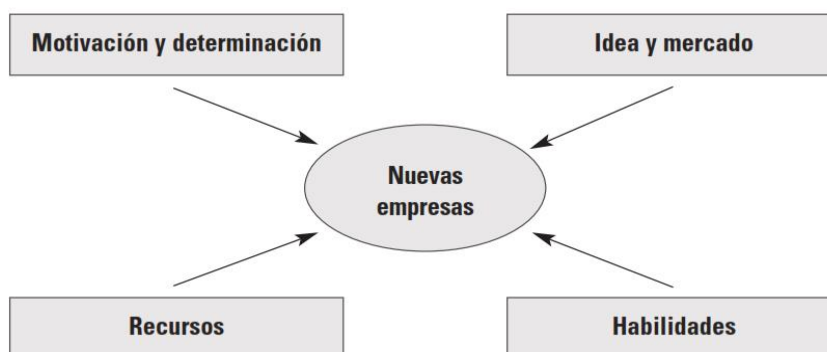 Motivación y determinación
Idea y mercado
Nuevas
empresas
Recursos
Habilidades